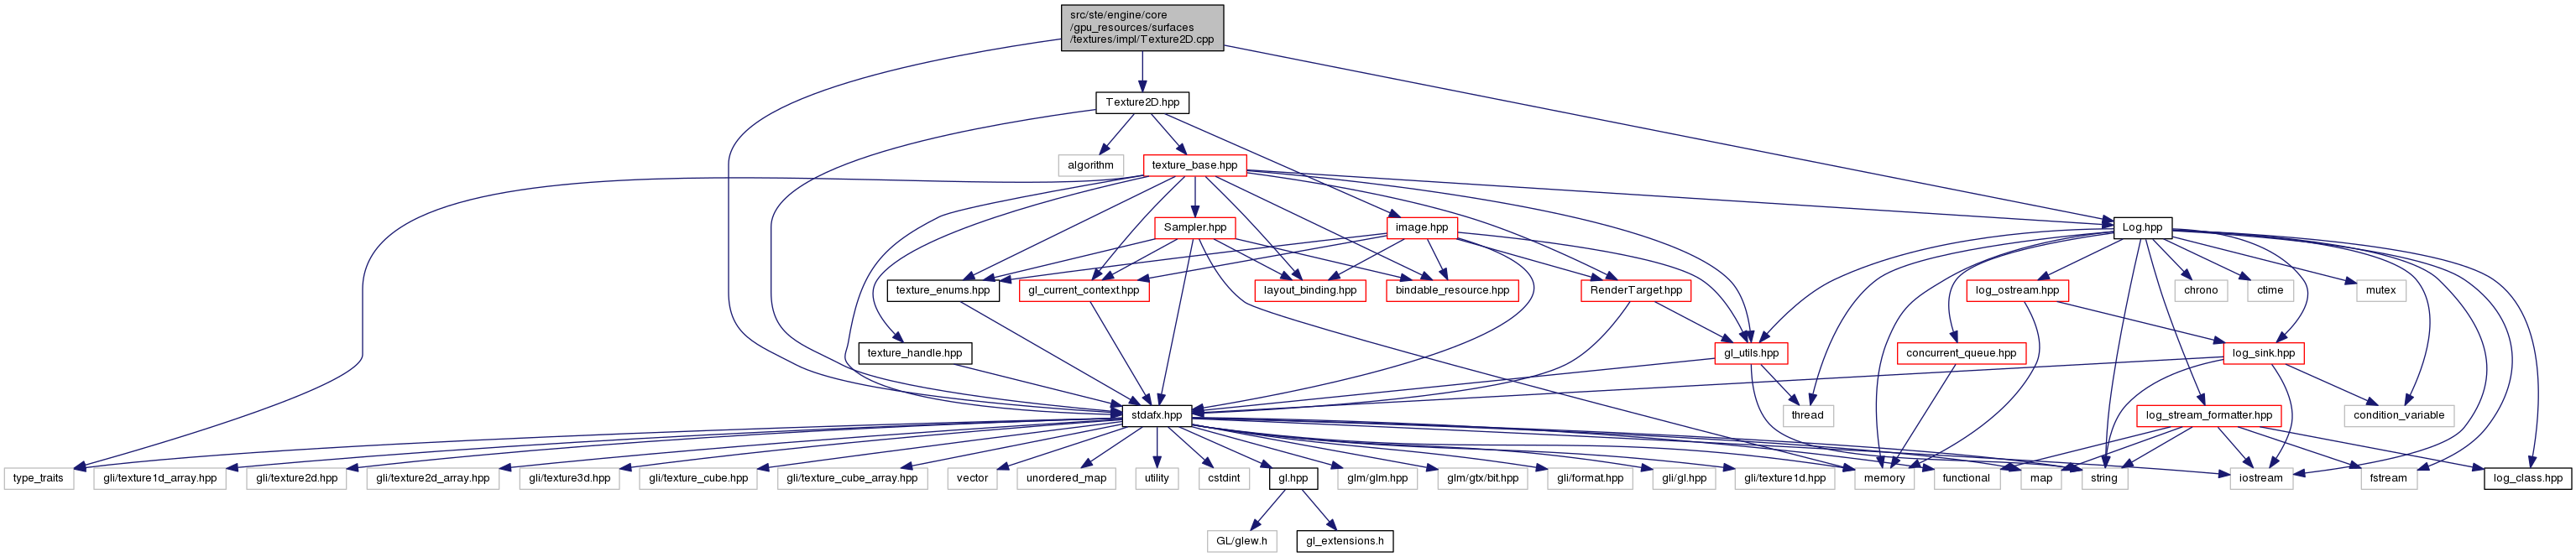 src/ste/engine/core
/gpu_resources/surfaces
/textures/impl/Texture2D.cpp
Texture2D.hpp
algorithm
texture_base.hpp
Sampler.hpp
image.hpp
Log.hpp
texture_enums.hpp
gl_current_context.hpp
layout_binding.hpp
bindable_resource.hpp
RenderTarget.hpp
log_ostream.hpp
chrono
ctime
mutex
texture_handle.hpp
gl_utils.hpp
concurrent_queue.hpp
log_sink.hpp
stdafx.hpp
thread
log_stream_formatter.hpp
condition_variable
type_traits
gli/texture1d_array.hpp
gli/texture2d.hpp
gli/texture2d_array.hpp
gli/texture3d.hpp
gli/texture_cube.hpp
gli/texture_cube_array.hpp
vector
unordered_map
utility
cstdint
gl.hpp
glm/glm.hpp
glm/gtx/bit.hpp
gli/format.hpp
gli/gl.hpp
gli/texture1d.hpp
memory
functional
map
string
iostream
fstream
log_class.hpp
GL/glew.h
gl_extensions.h